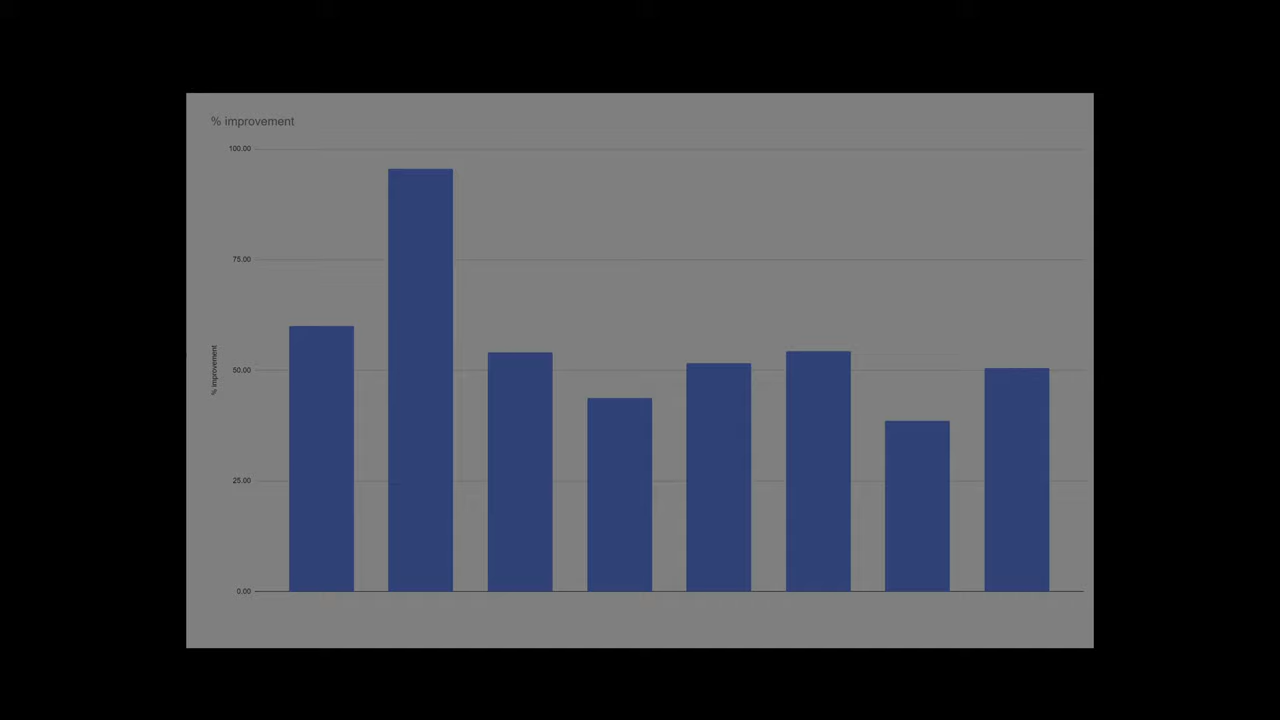 % improvement
100.00
75.00
50.00
25.00
0.00
% improvement